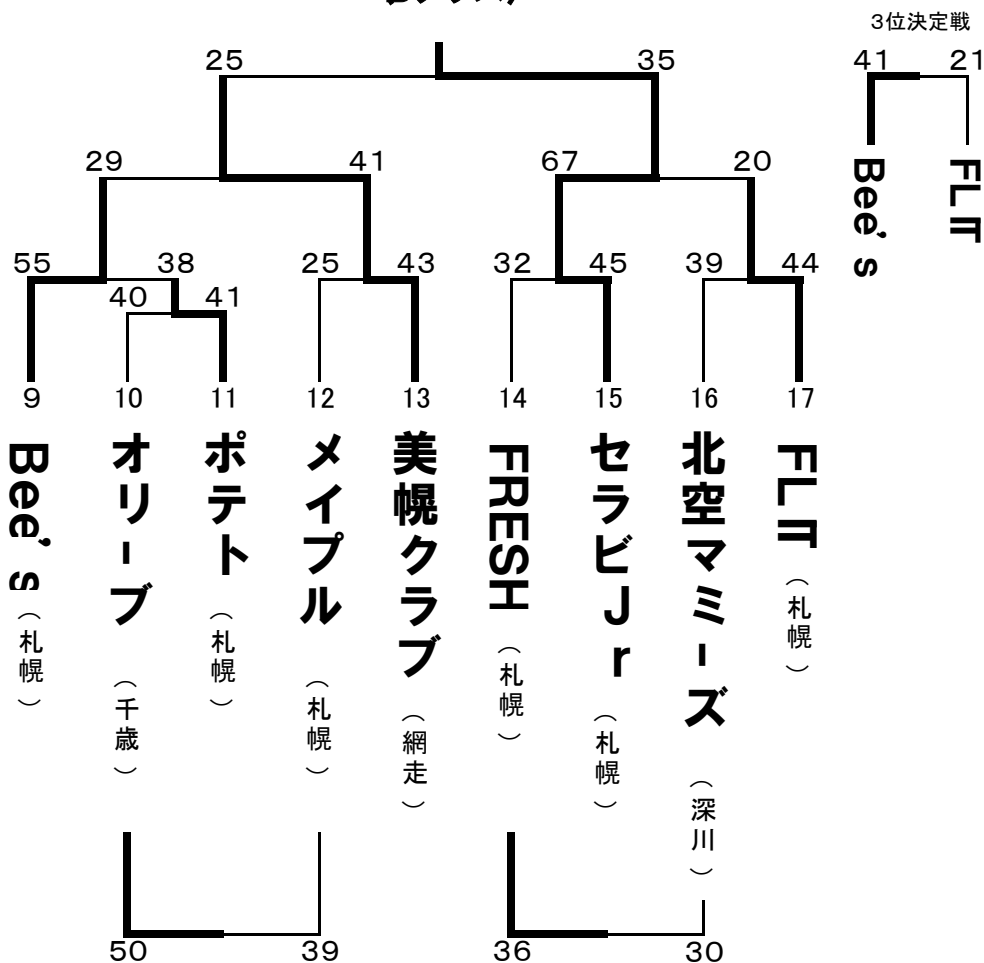 3位決定戦
25 35 41 21
29 41 67 20
Bee's
FLIT
55 38 25 43 32 45 39 44
40 41
9 10 11 12 13 14 15 16 17
Bee's（札幌）
オリーブ（千歳）
ポテト（札幌）
メイプル（札幌）
美幌クラブ（網走）
FRESH（札幌）
セラビJr（札幌）
北空マミーズ（深川）
FLIT（札幌）
50 39 36 30